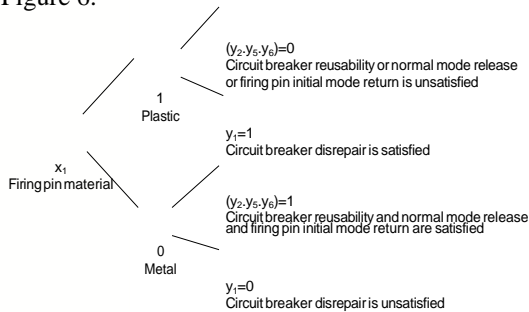 Figure 6.
(y₂.y₅.y₆)=0
Circuit breaker reusability or normal mode release
or firing pin initial mode return is unsatisfied
1
Plastic
y₁=1
Circuit breaker disrepair is satisfied
x₁
Firing pin material
(y₂.y₅.y₆)=1
Circuit breaker reusability and normal mode release
and firing pin initial mode return are satisfied
0
Metal
y₁=0
Circuit breaker disrepair is unsatisfied